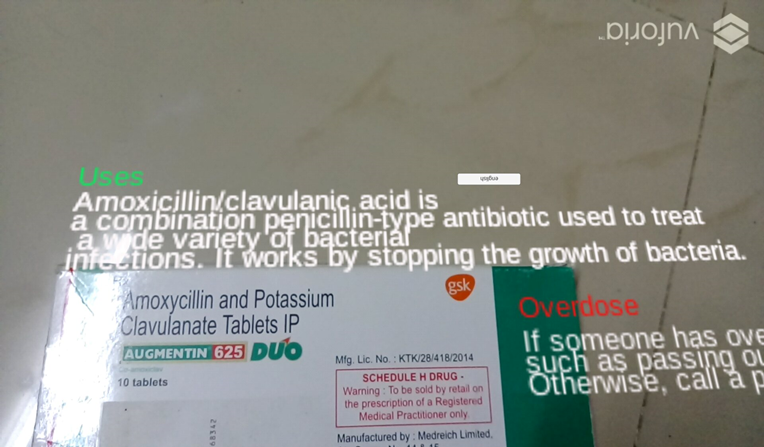 vuforia™
Uses
english
Amoxicillin/clavulanic acid is
a combination penicillin-type antibiotic used to treat
a wide variety of bacterial
infections. It works by stopping the growth of bacteria.
gsk
Amoxycillin and Potassium
Clavulanate Tablets IP
AUGMENTIN 625 DUO
Co-amoxiclav
10 tablets
Overdose
If someone has ove
such as passing ou
Otherwise, call a p
Mfg. Lic. No. : KTK/28/418/2014
SCHEDULE H DRUG -
Warning : To be sold by retail on
the prescription of a Registered
Medical Practitioner only.
Manufactured by : Medreich Limited,
68342